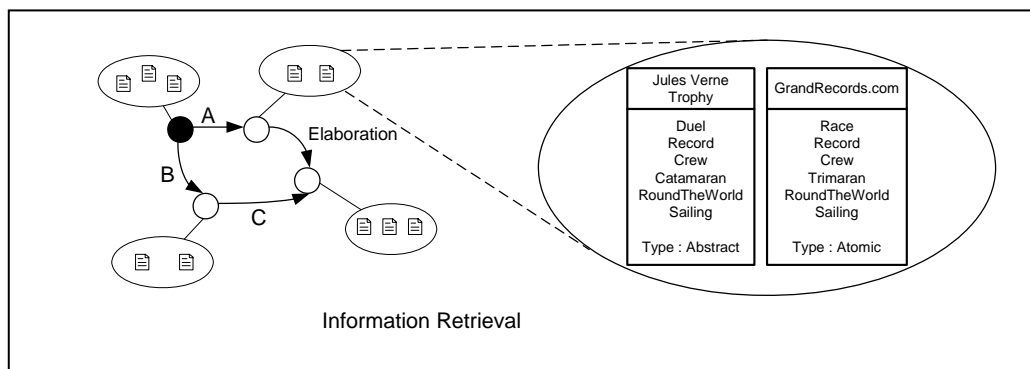 A
Elaboration
B
C
Jules Verne
Trophy
Duel
Record
Crew
Catamaran
RoundTheWorld
Sailing
Type : Abstract
GrandRecords.com
Race
Record
Crew
Trimaran
RoundTheWorld
Sailing
Type : Atomic
Information Retrieval